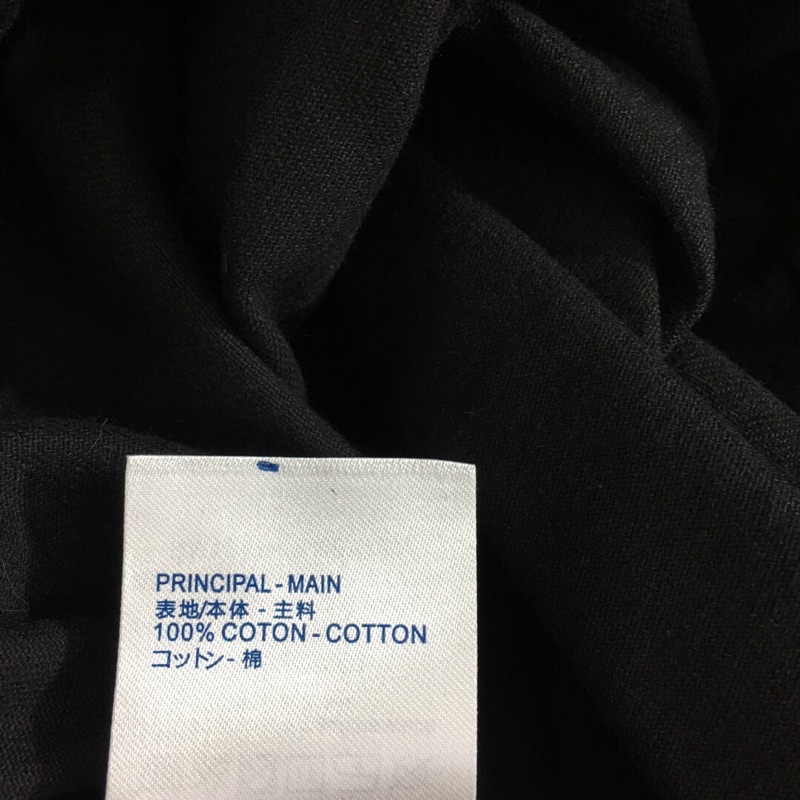 PRINCIPAL - MAIN
表地/本体 - 主料
100% COTON - COTTON
コットン - 棉